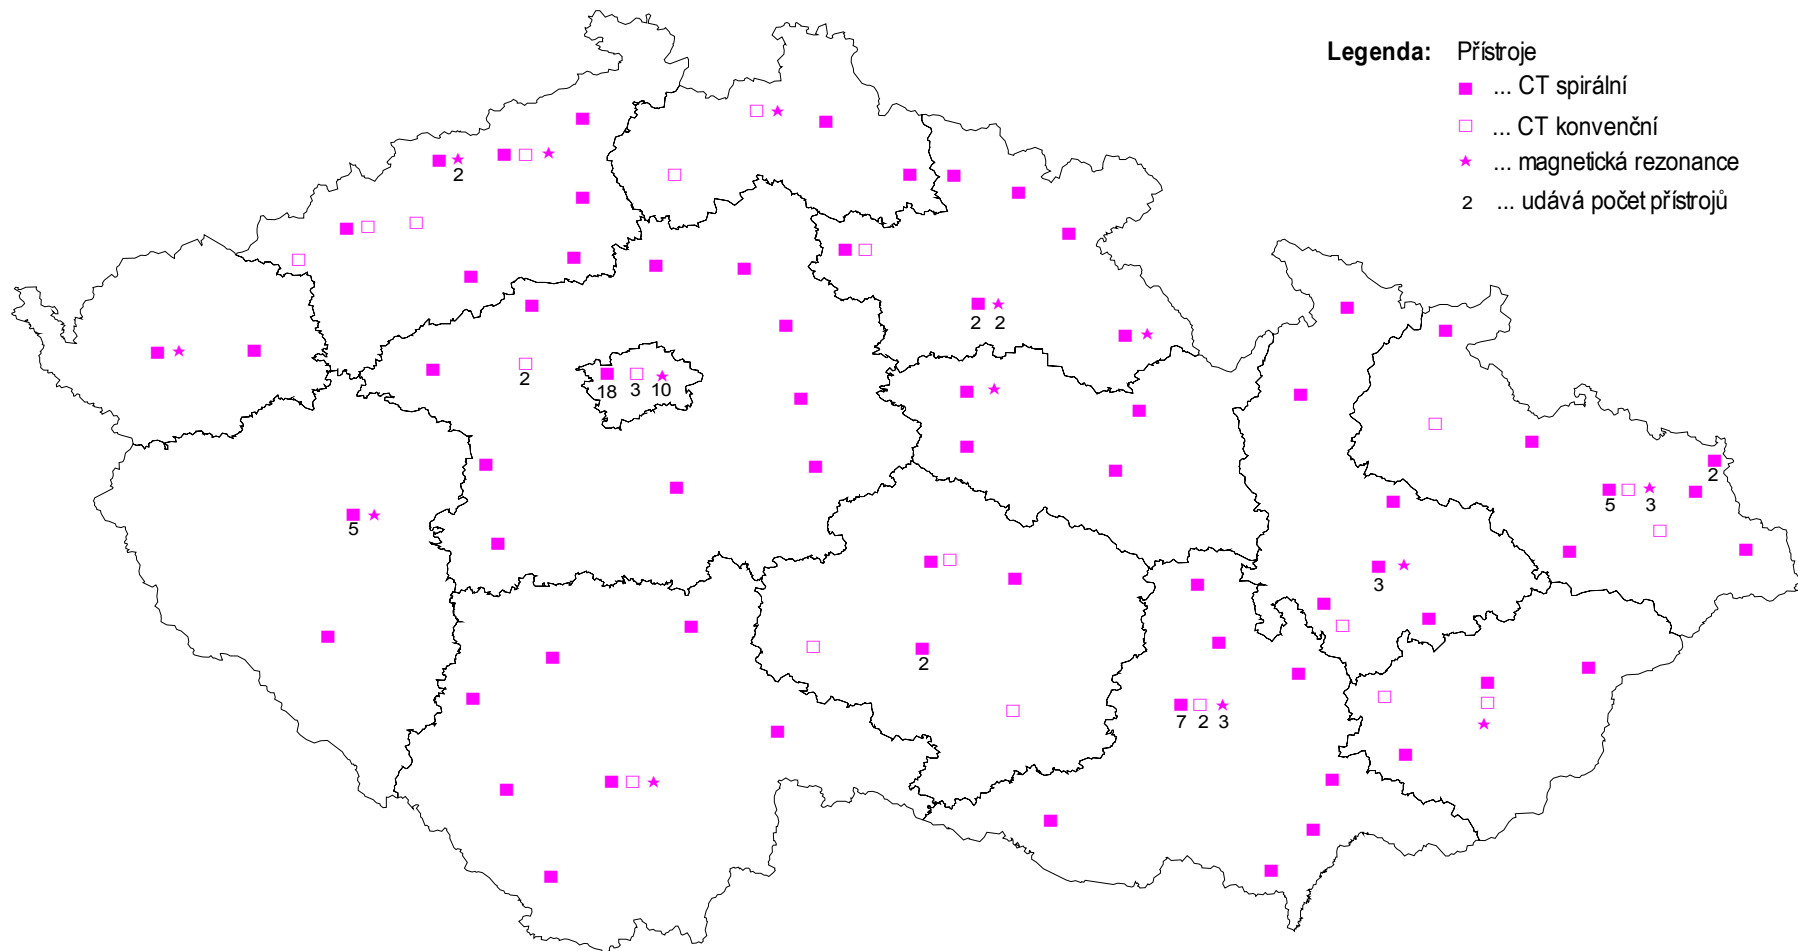 Legenda: Přístroje
... CT spirální
... CT konvenční
... magnetická rezonance
2 ... udává počet přístrojů
2
2 2
2
18 3 10
2
5 3
5
3
2
7 2 3